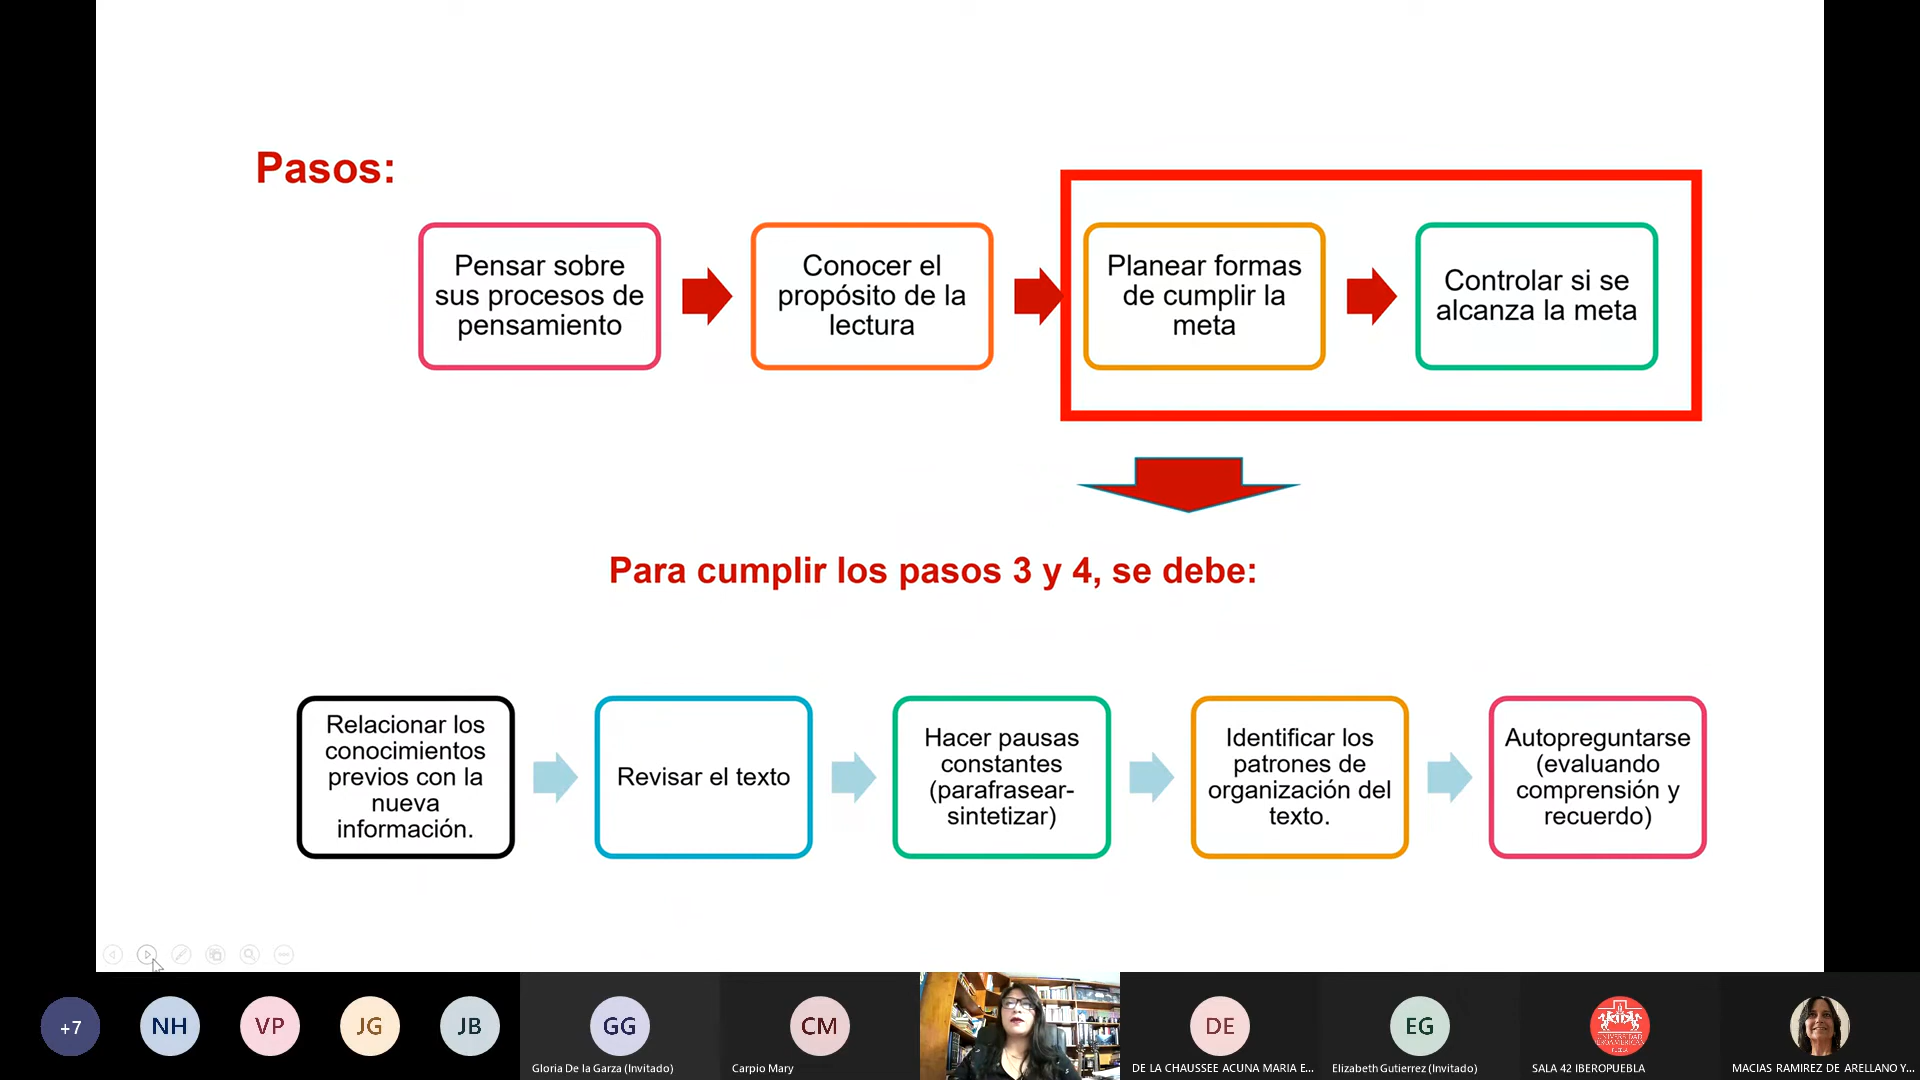 Pasos:
Pensar sobre
sus procesos de
pensamiento
Conocer el
propósito de la
lectura
Planear formas
de cumplir la
meta
Controlar si se
alcanza la meta
Para cumplir los pasos 3 y 4, se debe:
Relacionar los
conocimientos
previos con la
nueva
información.
Revisar el texto
Hacer pausas
constantes
(parafrasear-
sintetizar)
Identificar los
patrones de
organización del
texto.
Autopreguntarse
(evaluando
comprensión y
recuerdo)
+7
NH
VP
JG
JB
GG
Gloria De la Garza (Invitado)
CM
Carpio Mary
DE
DE LA CHAUSSEE ACUNA MARIA E...
EG
Elizabeth Gutierrez (Invitado)
SALA 42 IBEROPUEBLA
MACIAS RAMIREZ DE ARELLANO Y...